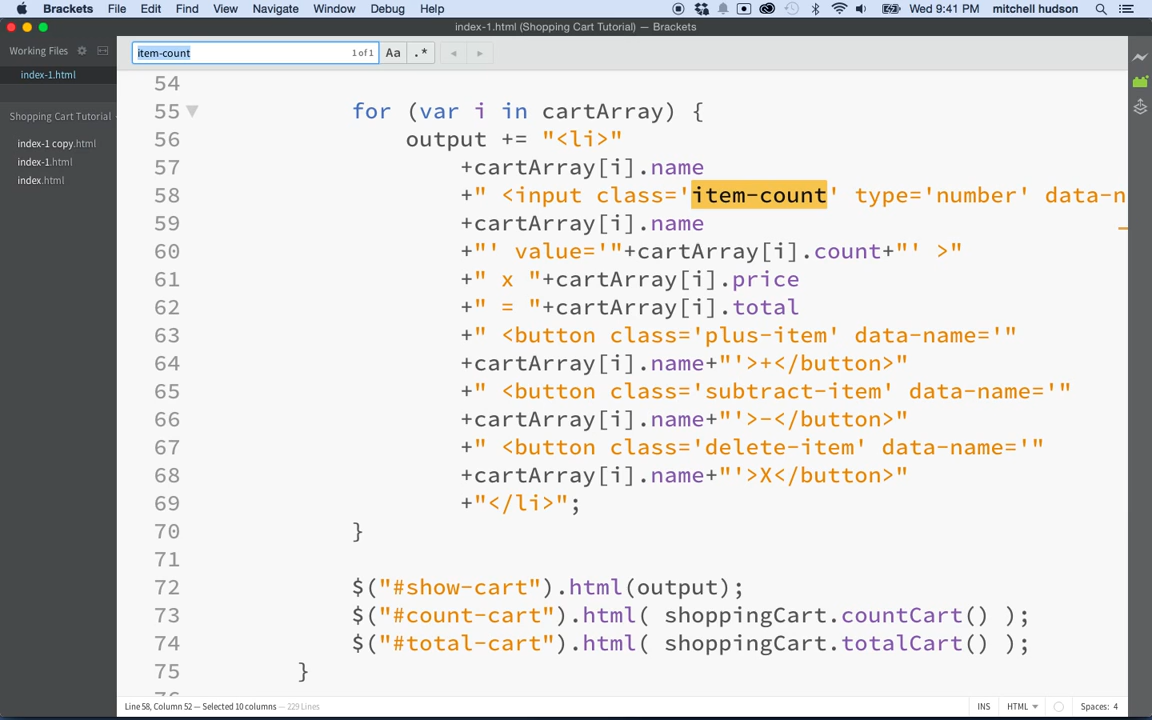 Brackets File Edit Find View Navigate Window Debug Help Wed 9:41 PM mitchell hudson
index-1.html (Shopping Cart Tutorial) — Brackets
Working Files
index-1.html
Shopping Cart Tutorial
index-1 copy.html
index-1.html
index.html
item-count 1 of 1 Aa .*
54
55 for (var i in cartArray) {
56 output += "<li>"
57 +cartArray[i].name
58 +" <input class='item-count' type='number' data-n
59 +cartArray[i].name
60 +"' value='"+cartArray[i].count+"' >"
61 +" x "+cartArray[i].price
62 +" = "+cartArray[i].total
63 +" <button class='plus-item' data-name='"
64 +cartArray[i].name+"'>+</button>"
65 +" <button class='subtract-item' data-name='"
66 +cartArray[i].name+"'>-</button>"
67 +" <button class='delete-item' data-name='"
68 +cartArray[i].name+"'>X</button>"
69 +"</li>";
70 }
71
72 $("#show-cart").html(output);
73 $("#count-cart").html( shoppingCart.countCart() );
74 $("#total-cart").html( shoppingCart.totalCart() );
75 }
Line 58, Column 52 — Selected 10 columns — 229 Lines INS HTML Spaces: 4